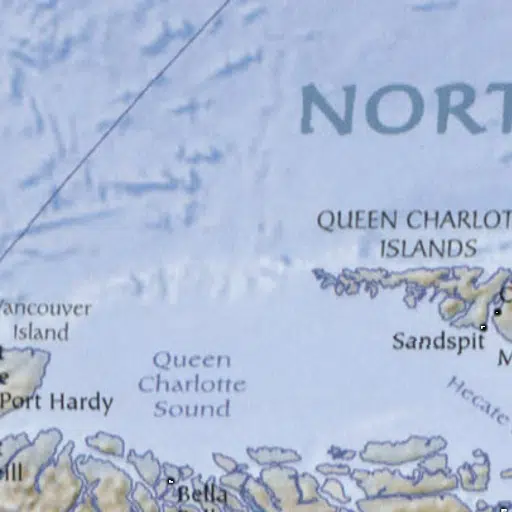 NORT
QUEEN CHARLOT
ISLANDS
Vancouver
Island
Sandspit
Queen
Charlotte
Sound
Port Hardy
Hecate
Bella